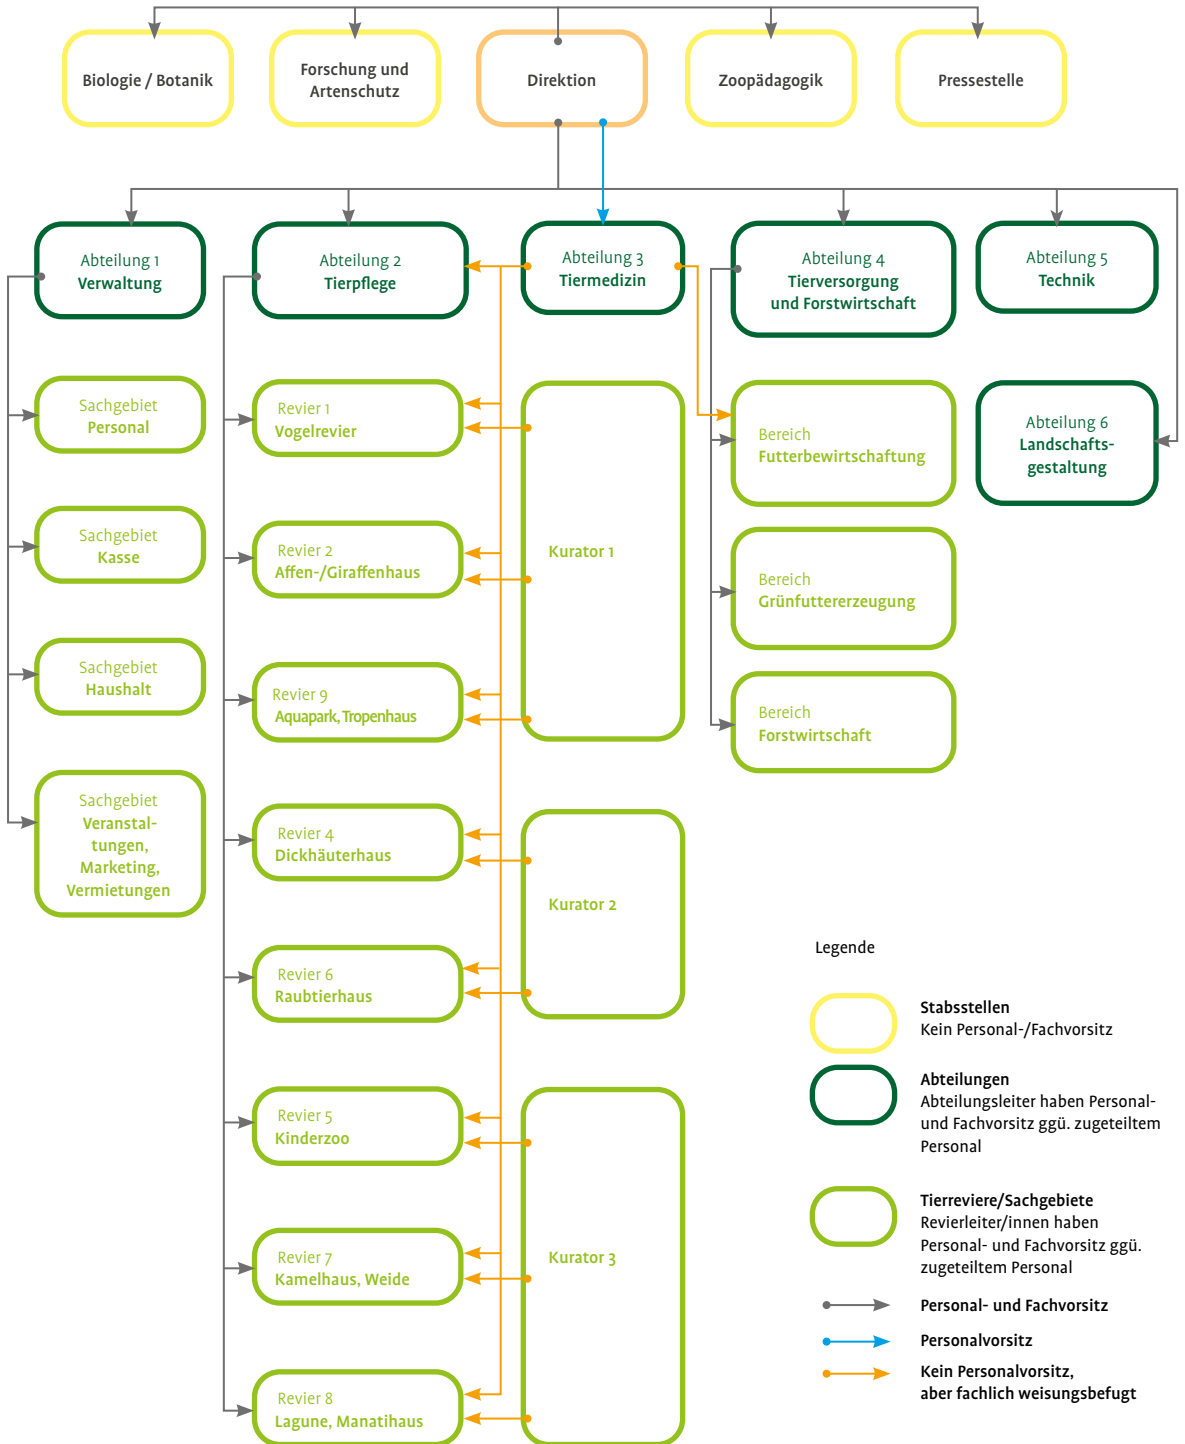 Biologie / Botanik
Forschung und
Artenschutz
Direktion
Zoopädagogik
Pressestelle
Abteilung 1
Verwaltung
Abteilung 2
Tierpflege
Abteilung 3
Tiermedizin
Abteilung 4
Tierversorgung
und Forstwirtschaft
Abteilung 5
Technik
Sachgebiet
Personal
Sachgebiet
Kasse
Sachgebiet
Haushalt
Sachgebiet
Veranstal-
tungen,
Marketing,
Vermietungen
Revier 1
Vogelrevier
Revier 2
Affen-/Giraffenhaus
Revier 9
Aquapark, Tropenhaus
Revier 4
Dickhäuterhaus
Revier 6
Raubtierhaus
Revier 5
Kinderzoo
Revier 7
Kamelhaus, Weide
Revier 8
Lagune, Manatihaus
Kurator 1
Kurator 2
Kurator 3
Bereich
Futterbewirtschaftung
Bereich
Grünfuttererzeugung
Bereich
Forstwirtschaft
Abteilung 6
Landschafts-
gestaltung
Legende
Stabsstellen
Kein Personal-/Fachvorsitz
Abteilungen
Abteilungsleiter haben Personal-
und Fachvorsitz ggü. zugeteiltem
Personal
Tierreviere/Sachgebiete
Revierleiter/innen haben
Personal- und Fachvorsitz ggü.
zugeteiltem Personal
Personal- und Fachvorsitz
Personalvorsitz
Kein Personalvorsitz,
aber fachlich weisungsbefugt